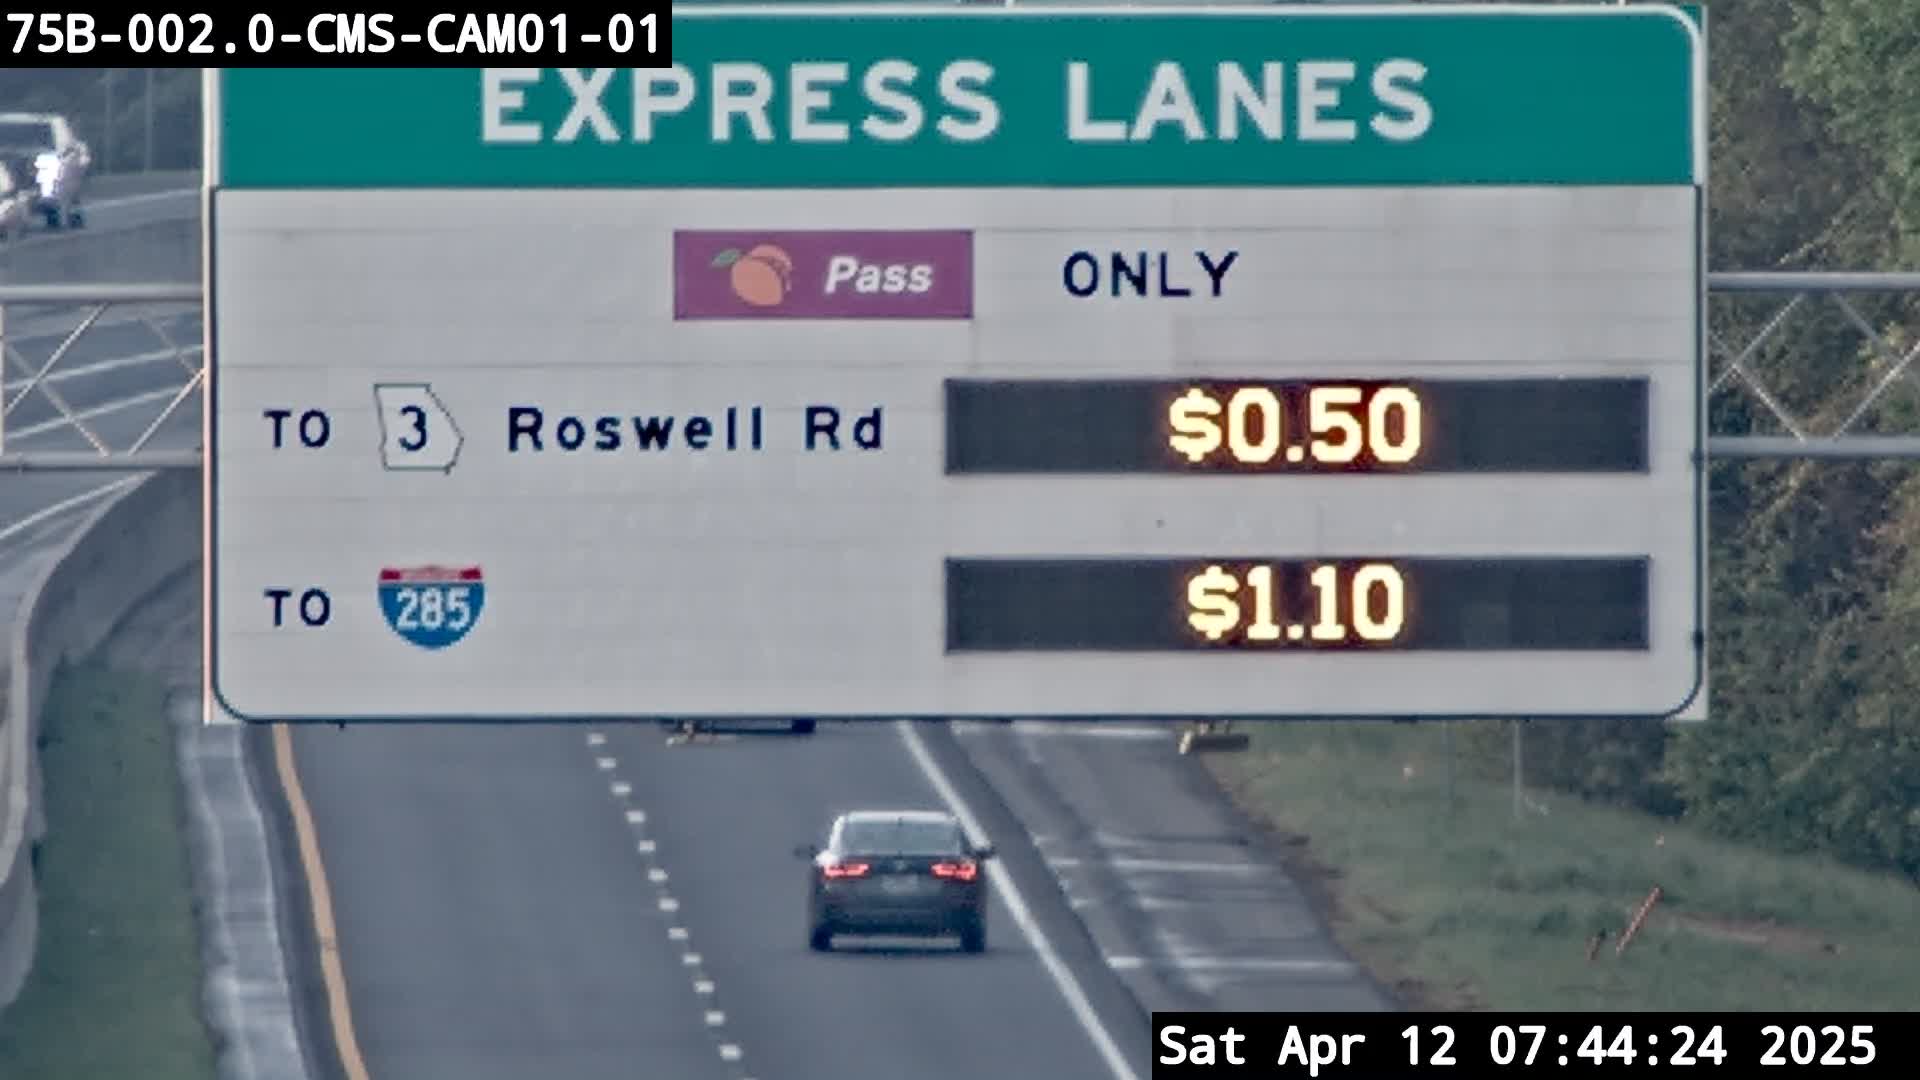 75B-002.0-CMS-CAM01-01
EXPRESS LANES
Pass ONLY
TO 3 Roswell Rd $0.50
TO 285 $1.10
Sat Apr 12 07:44:24 2025